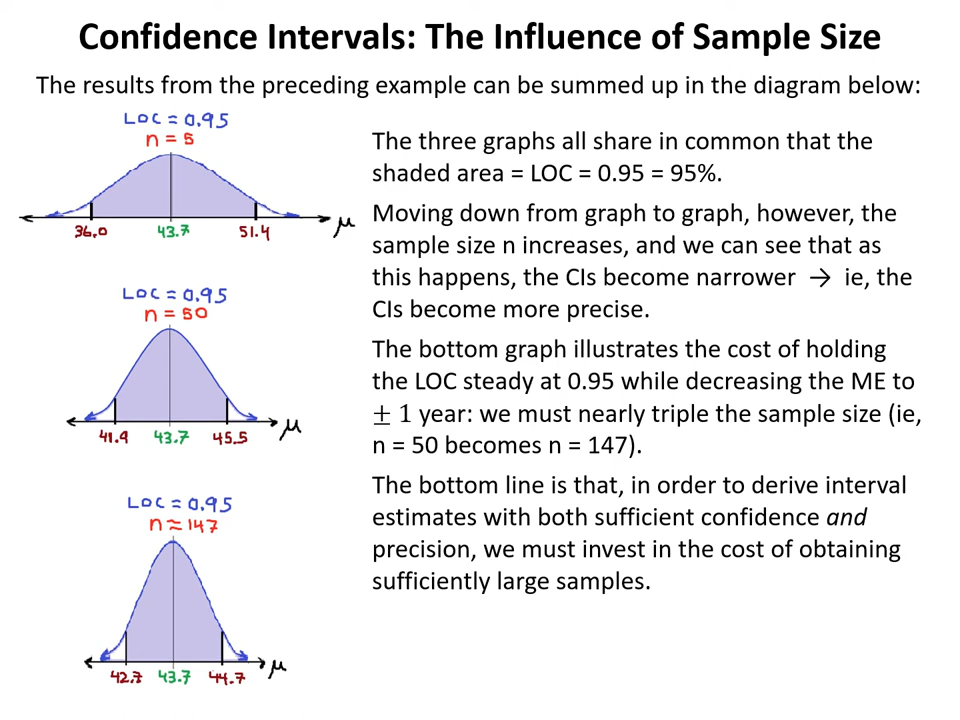 Confidence Intervals: The Influence of Sample Size
The results from the preceding example can be summed up in the diagram below:
LOC = 0.95
n = 5
36.0 43.7 51.4 μ
LOC = 0.95
n = 50
41.9 43.7 45.5 μ
LOC = 0.95
n ≈ 147
42.7 43.7 44.7 μ
The three graphs all share in common that the
shaded area = LOC = 0.95 = 95%.
Moving down from graph to graph, however, the
sample size n increases, and we can see that as
this happens, the CIs become narrower → ie, the
CIs become more precise.
The bottom graph illustrates the cost of holding
the LOC steady at 0.95 while decreasing the ME to
± 1 year: we must nearly triple the sample size (ie,
n = 50 becomes n = 147).
The bottom line is that, in order to derive interval
estimates with both sufficient confidence and
precision, we must invest in the cost of obtaining
sufficiently large samples.